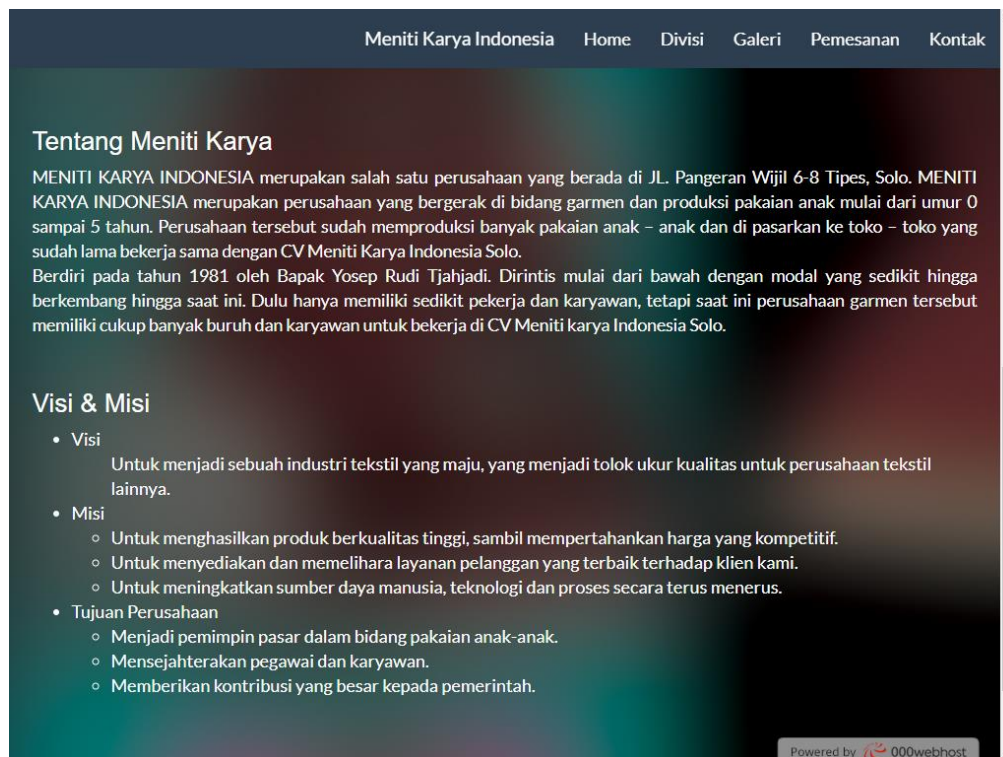 Meniti Karya Indonesia Home Divisi Galeri Pemesanan Kontak
Tentang Meniti Karya
MENITI KARYA INDONESIA merupakan salah satu perusahaan yang berada di JL. Pangeran Wijil 6-8 Tipes, Solo. MENITI
KARYA INDONESIA merupakan perusahaan yang bergerak di bidang garmen dan produksi pakaian anak mulai dari umur 0
sampai 5 tahun. Perusahaan tersebut sudah memproduksi banyak pakaian anak – anak dan di pasarkan ke toko – toko yang
sudah lama bekerja sama dengan CV Meniti Karya Indonesia Solo.
Berdiri pada tahun 1981 oleh Bapak Yosep Rudi Tjahjadi. Dirintis mulai dari bawah dengan modal yang sedikit hingga
berkembang hingga saat ini. Dulu hanya memiliki sedikit pekerja dan karyawan, tetapi saat ini perusahaan garmen tersebut
memiliki cukup banyak buruh dan karyawan untuk bekerja di CV Meniti karya Indonesia Solo.
Visi & Misi
• Visi
Untuk menjadi sebuah industri tekstil yang maju, yang menjadi tolok ukur kualitas untuk perusahaan tekstil
lainnya.
• Misi
◦ Untuk menghasilkan produk berkualitas tinggi, sambil mempertahankan harga yang kompetitif.
◦ Untuk menyediakan dan memelihara layanan pelanggan yang terbaik terhadap klien kami.
◦ Untuk meningkatkan sumber daya manusia, teknologi dan proses secara terus menerus.
• Tujuan Perusahaan
◦ Menjadi pemimpin pasar dalam bidang pakaian anak-anak.
◦ Mensejahterakan pegawai dan karyawan.
◦ Memberikan kontribusi yang besar kepada pemerintah.
Powered by 000webhost